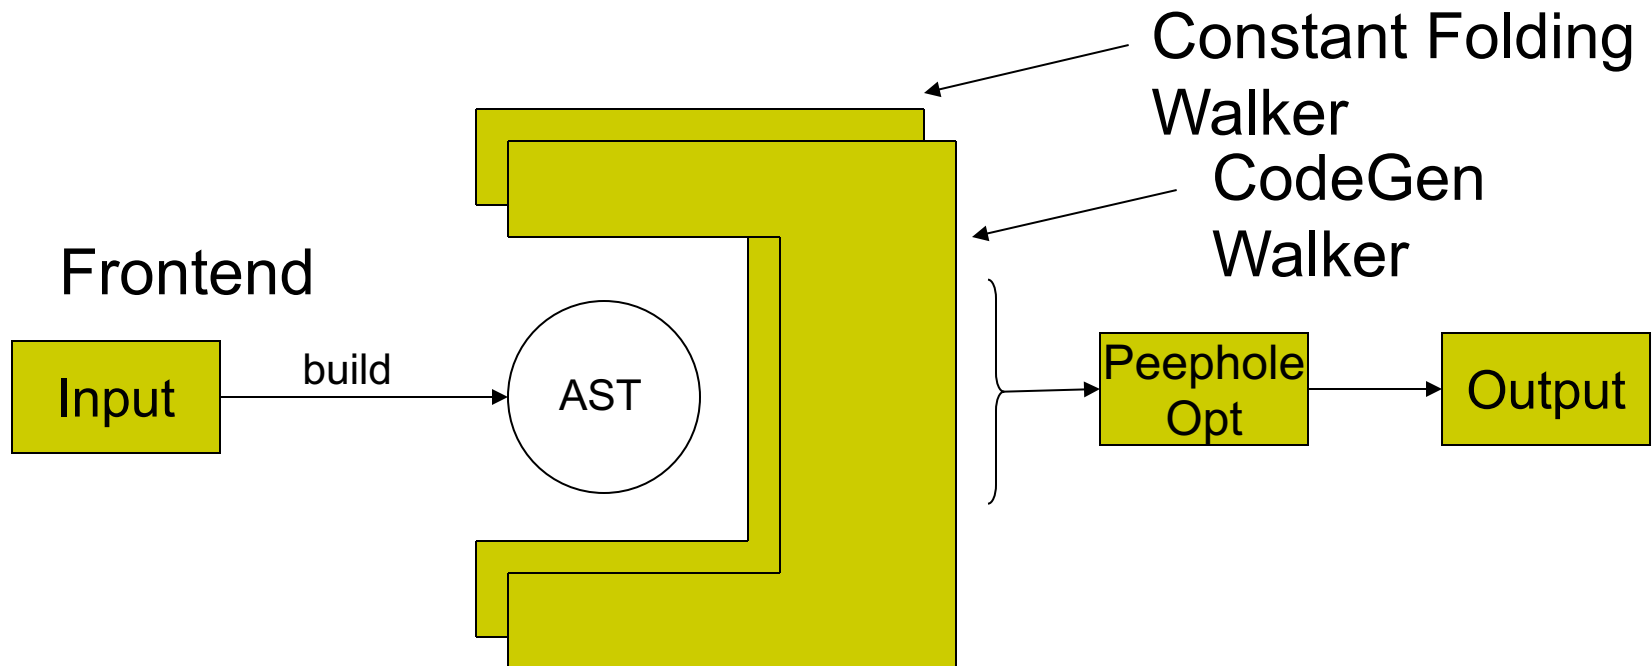 Constant Folding
Walker
CodeGen
Walker
Frontend
Input
build
AST
Peephole
Opt
Output